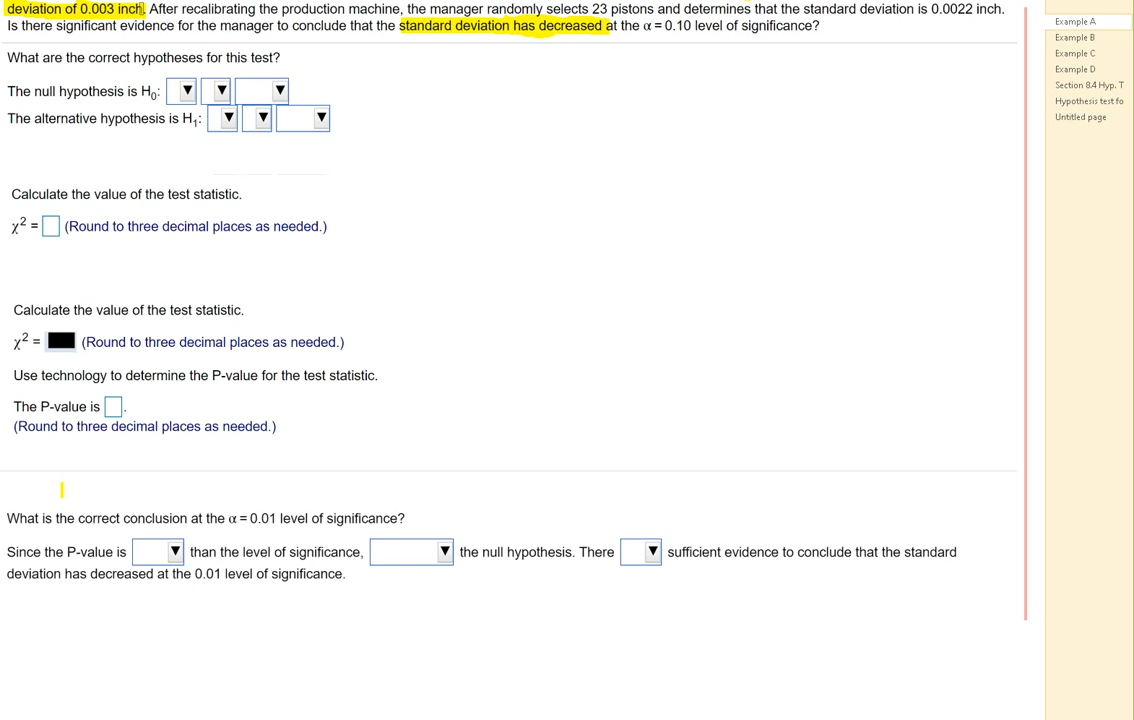 deviation of 0.003 inch. After recalibrating the production machine, the manager randomly selects 23 pistons and determines that the standard deviation is 0.0022 inch.
Is there significant evidence for the manager to conclude that the standard deviation has decreased at the α = 0.10 level of significance?
What are the correct hypotheses for this test?
The null hypothesis is H₀:
The alternative hypothesis is H₁:
Calculate the value of the test statistic.
χ² = (Round to three decimal places as needed.)
Calculate the value of the test statistic.
χ² = (Round to three decimal places as needed.)
Use technology to determine the P-value for the test statistic.
The P-value is .
(Round to three decimal places as needed.)
What is the correct conclusion at the α = 0.01 level of significance?
Since the P-value is than the level of significance, the null hypothesis. There sufficient evidence to conclude that the standard
deviation has decreased at the 0.01 level of significance.
Example A
Example B
Example C
Example D
Section 8.4 Hyp. T
Hypothesis test fo
Untitled page